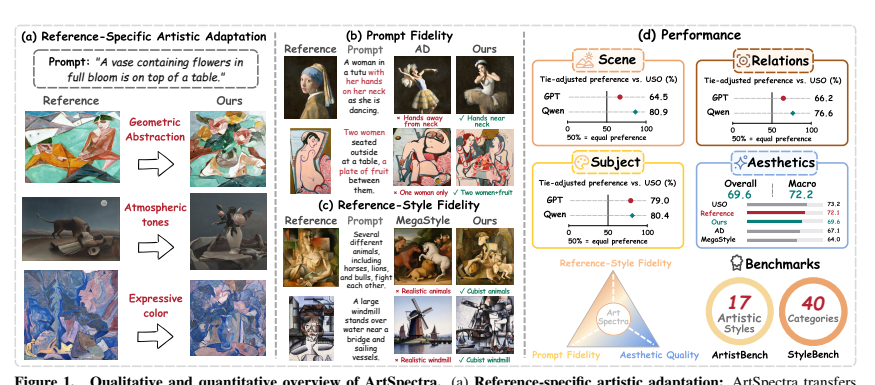 (a) Reference-Specific Artistic Adaptation
Prompt: "A vase containing flowers in
full bloom is on top of a table."
Reference
Ours
Geometric
Abstraction
Atmospheric
tones
Expressive
color
(b) Prompt Fidelity
Reference Prompt AD Ours
A woman in
a tutu with
her hands
on her neck
as she is
dancing.
× Hands away
from neck
✓ Hands near
neck
Two women
seated
outside
at a table, a
plate of fruit
between
them.
× One woman only
✓ Two women+fruit
(c) Reference-Style Fidelity
Reference Prompt MegaStyle Ours
Several
different
animals,
including
horses, lions,
and bulls, fight
each other.
× Realistic animals
✓ Cubist animals
A large
windmill
stands over
water near a
bridge and
sailing
vessels.
× Realistic windmill
✓ Cubist windmill
(d) Performance
Scene
Tie-adjusted preference vs. USO (%)
GPT 64.5
Qwen 80.9
0 50 100
50% = equal preference
Relations
Tie-adjusted preference vs. USO (%)
GPT 66.2
Qwen 76.6
0 50 100
50% = equal preference
Subject
Tie-adjusted preference vs. USO (%)
GPT 79.0
Qwen 80.4
0 50 100
50% = equal preference
Aesthetics
Overall Macro
69.6 72.2
USO 73.2
Reference 72.1
Ours 69.6
AD 67.1
MegaStyle 64.0
Reference-Style Fidelity
Art
Spectra
Prompt Fidelity
Aesthetic Quality
Benchmarks
17
Artistic
Styles
ArtistBench
40
Categories
StyleBench
Figure 1. Qualitative and quantitative overview of ArtSpectra. (a) Reference-specific artistic adaptation: ArtSpectra transfers